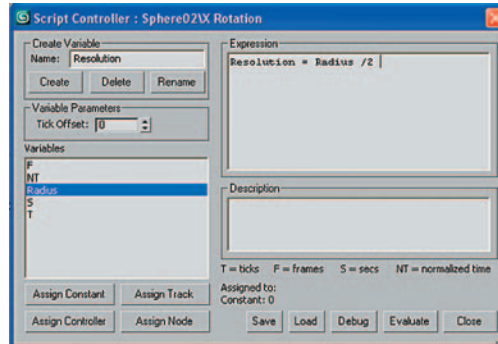 Script Controller : Sphere02\X Rotation
Create Variable
Name: Resolution
Create Delete Rename
Variable Parameters
Tick Offset: 0
Variables
F
NT
Radius
S
T
Assign Constant Assign Track
Assign Controller Assign Node
Expression
Resolution = Radius /2
Description
T = ticks F = frames S = secs NT = normalized time
Assigned to:
Constant: 0
Save Load Debug Evaluate Close